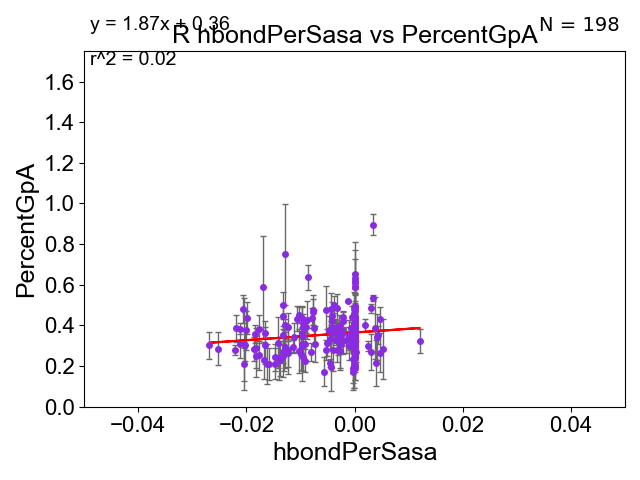 y = 1.87x + 0.36
R hbondPerSasa vs PercentGpA
N = 198
r^2 = 0.02
PercentGpA
1.6
1.4
1.2
1.0
0.8
0.6
0.4
0.2
0.0
−0.04
−0.02
0.00
0.02
0.04
hbondPerSasa